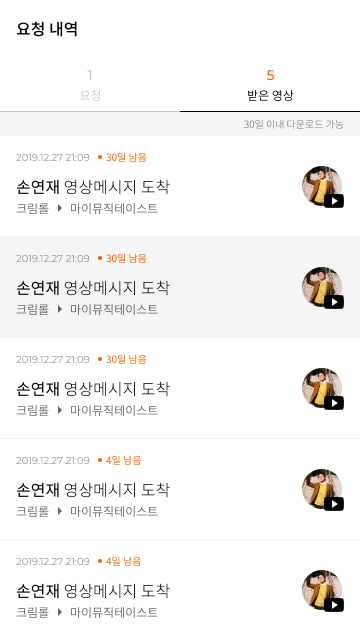 요청 내역
1
요청
5
받은 영상
30일 이내 다운로드 가능
2019.12.27 21:09 30일 남음
손연재 영상메시지 도착
크림롤 마이뮤직테이스트
2019.12.27 21:09 30일 남음
손연재 영상메시지 도착
크림롤 마이뮤직테이스트
2019.12.27 21:09 30일 남음
손연재 영상메시지 도착
크림롤 마이뮤직테이스트
2019.12.27 21:09 4일 남음
손연재 영상메시지 도착
크림롤 마이뮤직테이스트
2019.12.27 21:09 4일 남음
손연재 영상메시지 도착
크림롤 마이뮤직테이스트